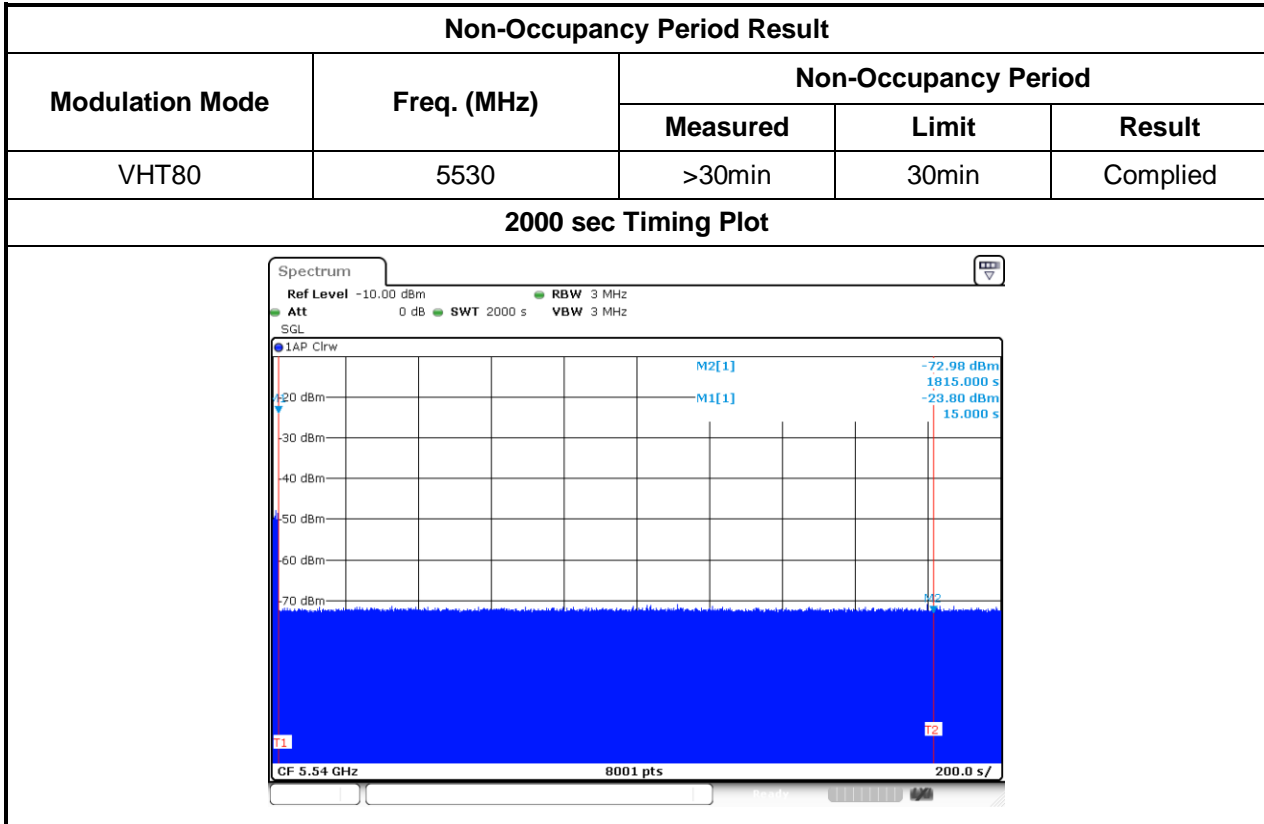 Non-Occupancy Period Result
Modulation Mode
Freq. (MHz)
Non-Occupancy Period
Measured
Limit
Result
VHT80
5530
>30min
30min
Complied
2000 sec Timing Plot
Spectrum
Ref Level -10.00 dBm
RBW 3 MHz
Att 0 dB SWT 2000 s VBW 3 MHz
SGL
1AP Clrw
M2[1] -72.98 dBm
1815.000 s
M1[1] -23.80 dBm
15.000 s
-20 dBm
-30 dBm
-40 dBm
-50 dBm
-60 dBm
-70 dBm
M2
T1
T2
CF 5.54 GHz 8001 pts 200.0 s/
Ready